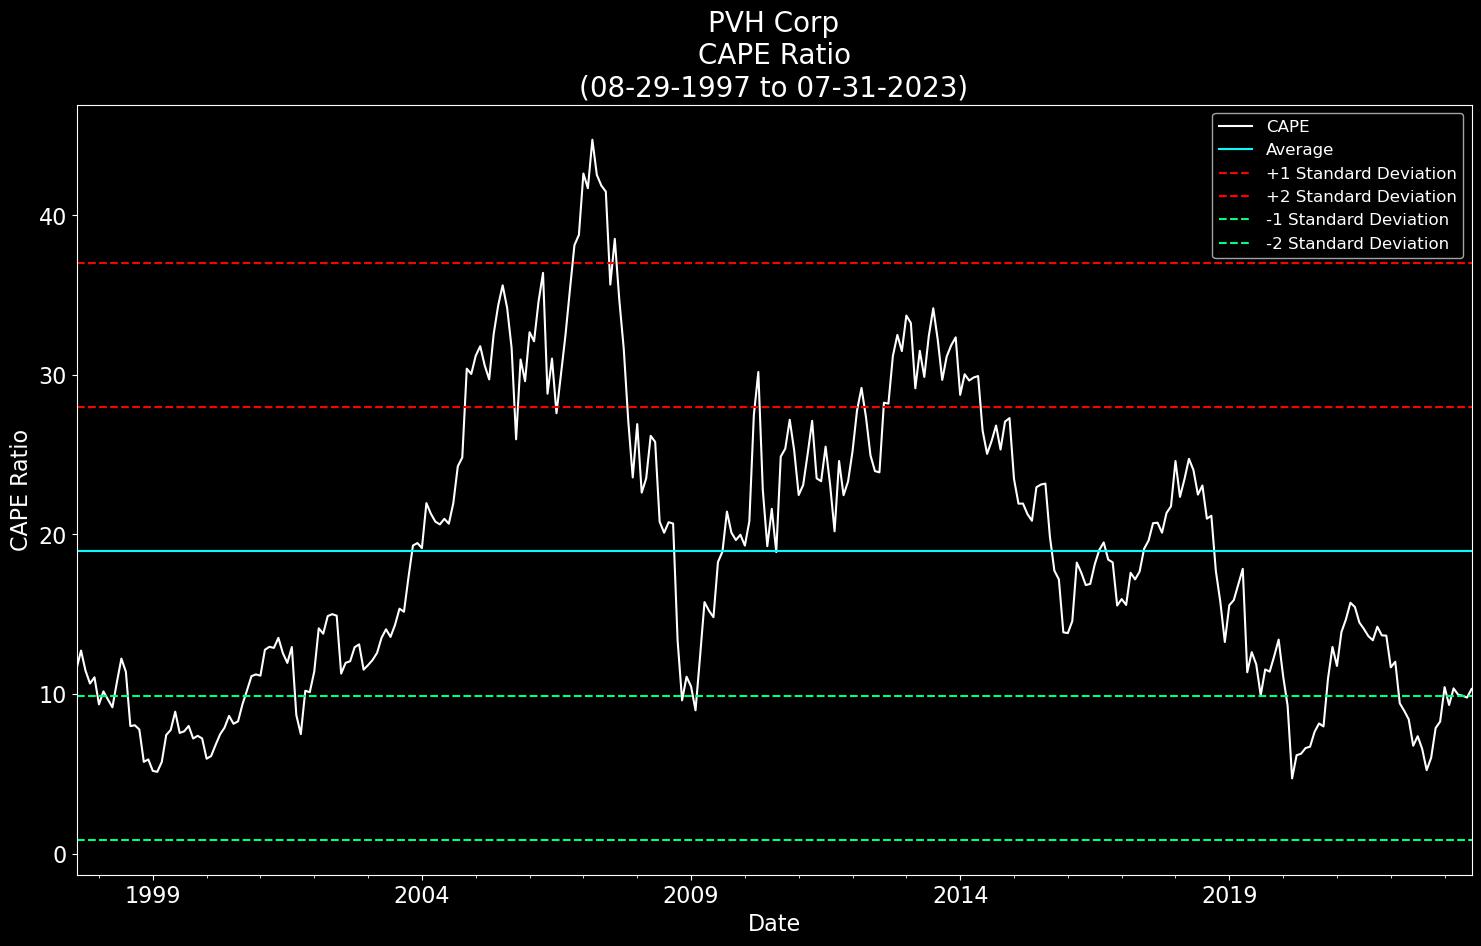 PVH Corp
CAPE Ratio
(08-29-1997 to 07-31-2023)
CAPE
Average
+1 Standard Deviation
+2 Standard Deviation
-1 Standard Deviation
-2 Standard Deviation
CAPE Ratio
40
30
20
10
0
1999
2004
2009
2014
2019
Date